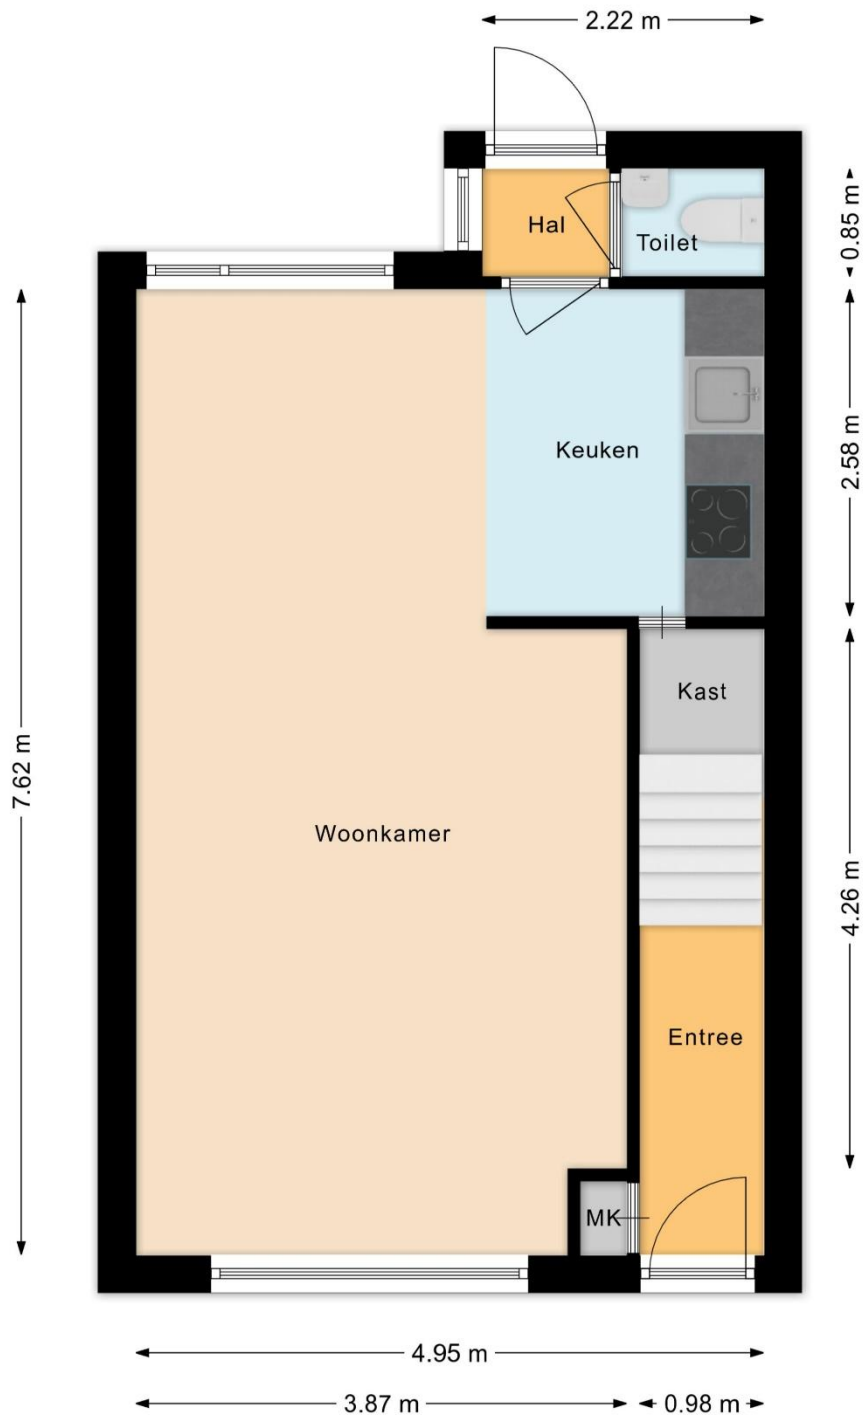 2.22 m
Hal
Toilet
0.85 m
Keuken
2.58 m
Kast
7.62 m
Woonkamer
4.26 m
Entree
MK
4.95 m
3.87 m
0.98 m